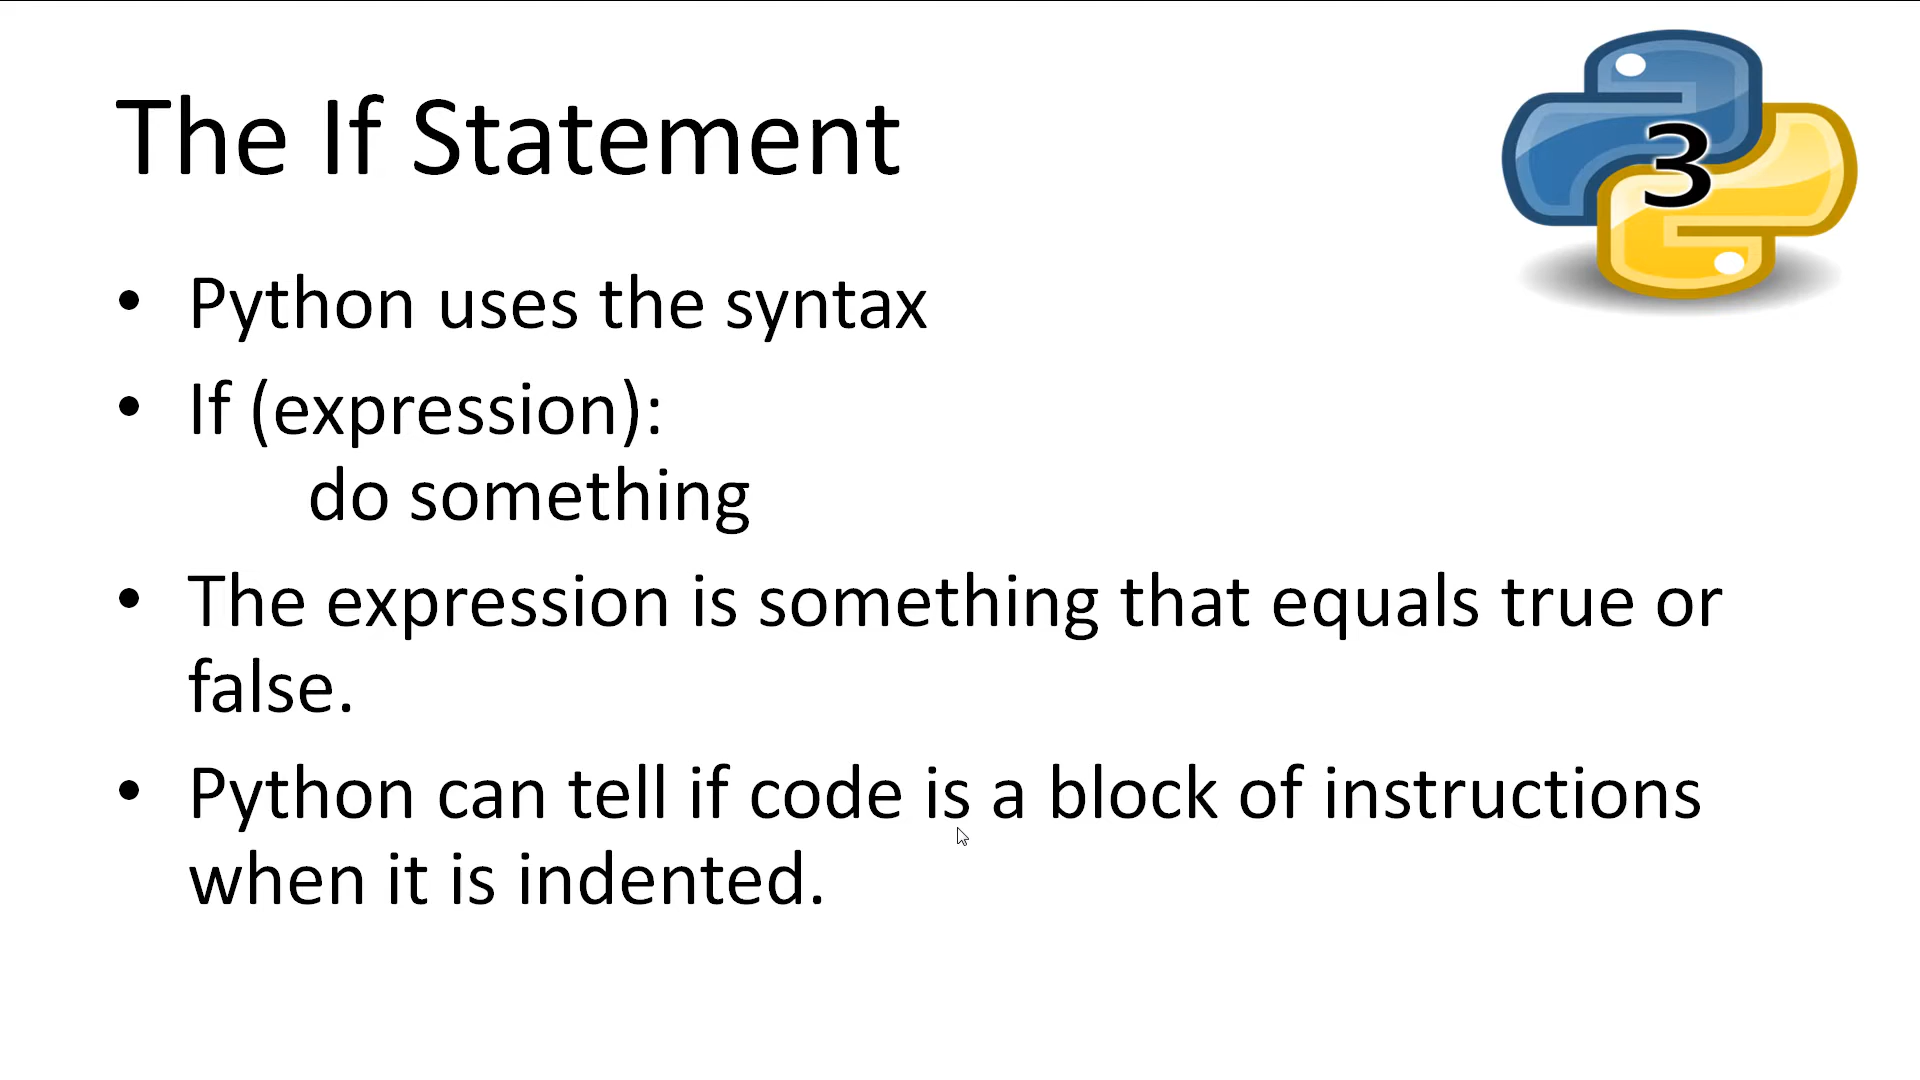 The If Statement
3
• Python uses the syntax
• If (expression):
do something
• The expression is something that equals true or
false.
• Python can tell if code is a block of instructions
when it is indented.